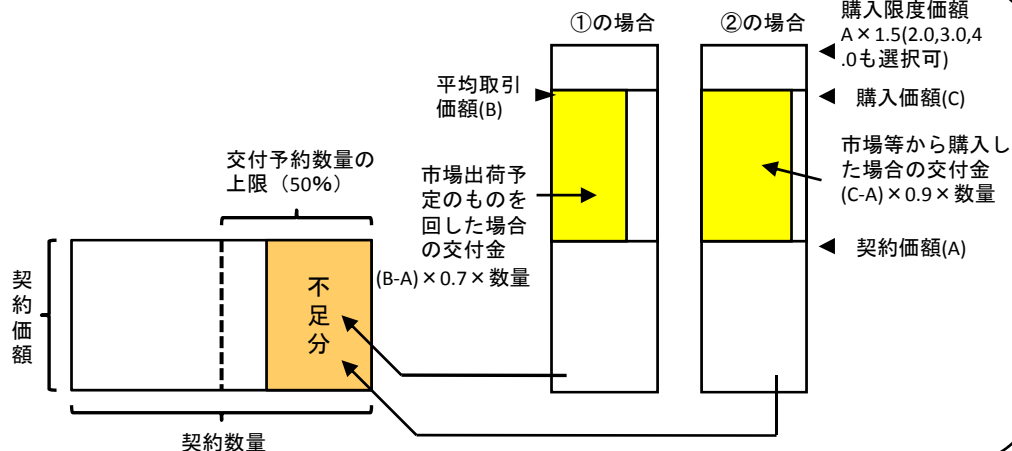 ①の場合
②の場合
購入限度価額
A×1.5(2.0,3.0,4
.0も選択可)
平均取引
価額(B)
購入価額(C)
交付予約数量の
上限（50%）
市場出荷予
定のものを
回した場合
の交付金
(B-A)×0.7×数量
市場等から購入し
た場合の交付金
(C-A)×0.9×数量
契約価額(A)
契約価額
不足分
契約数量